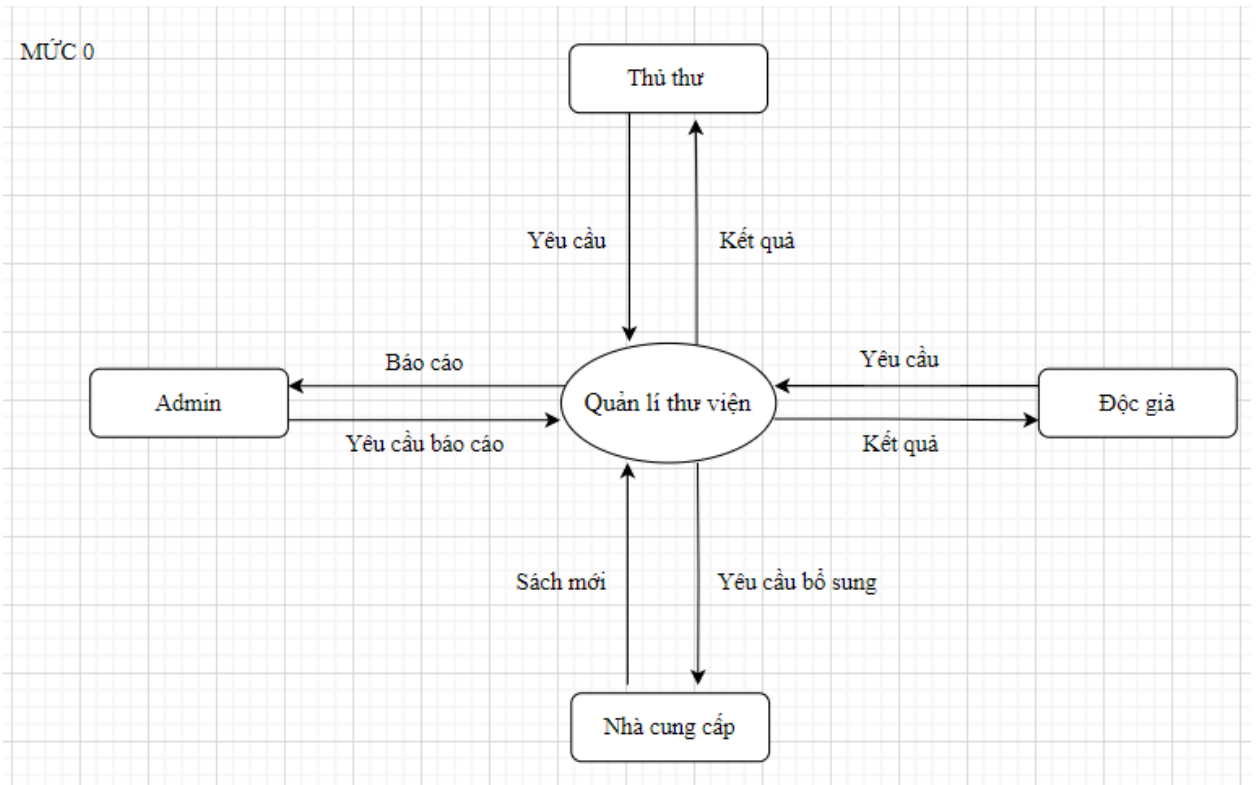 MỨC 0
Thủ thư
Yêu cầu
Kết quả
Báo cáo
Yêu cầu
Admin
Quản lí thư viện
Độc giả
Yêu cầu báo cáo
Kết quả
Sách mới
Yêu cầu bổ sung
Nhà cung cấp